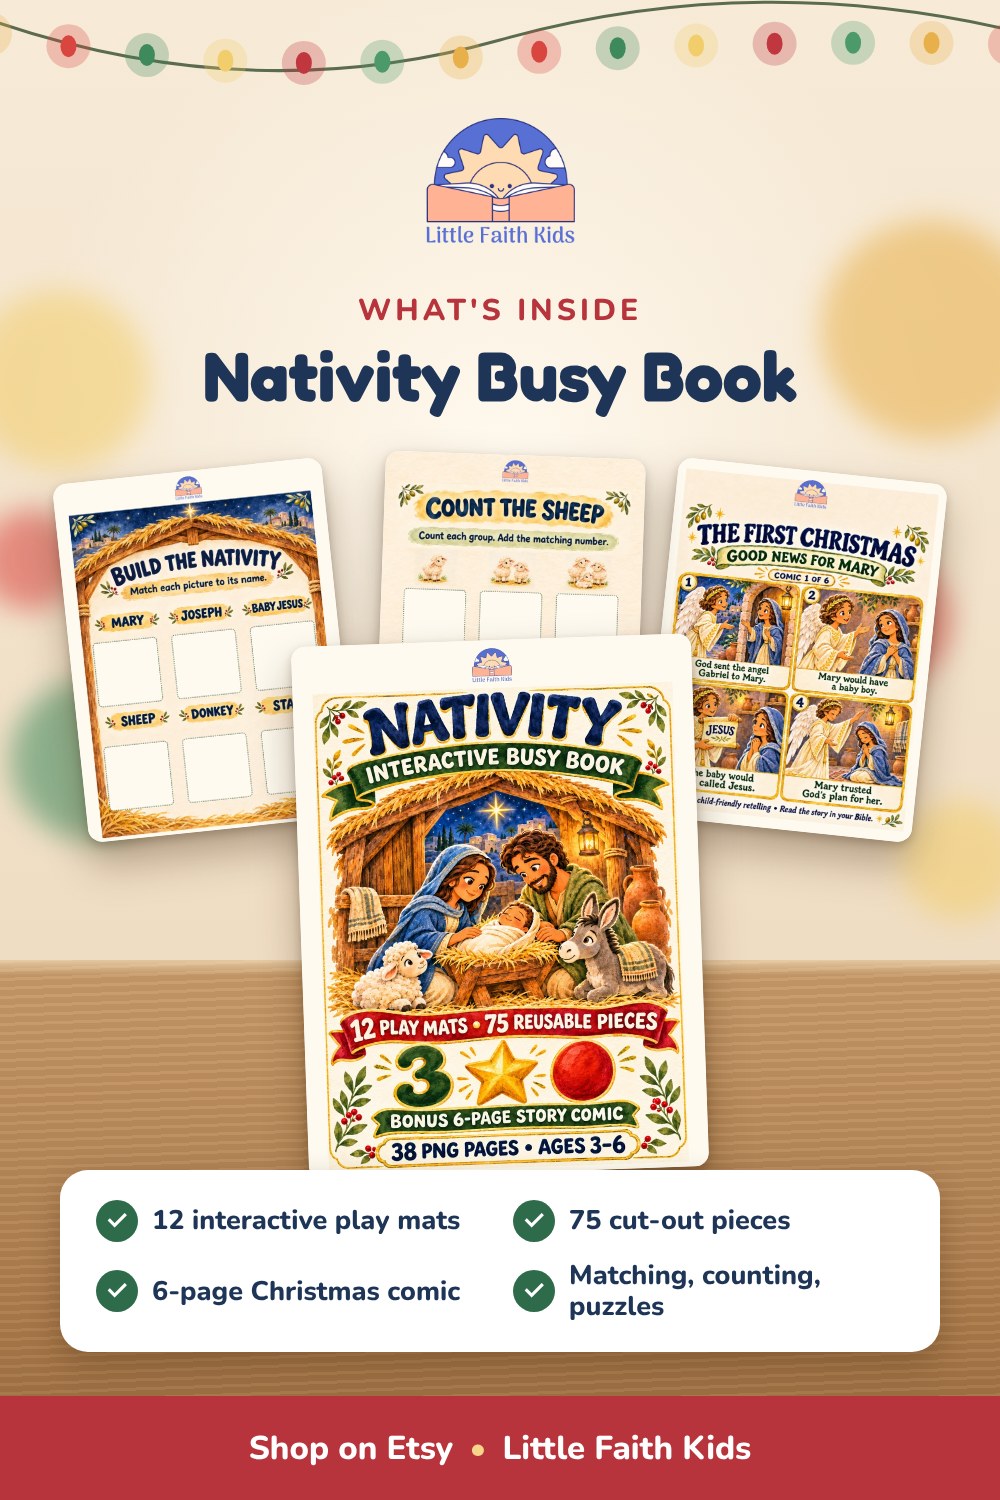 Little Faith Kids
WHAT'S INSIDE
Nativity Busy Book
Little Faith Kids
BUILD THE NATIVITY
Match each picture to its name.
MARY
JOSEPH
BABY JESUS
SHEEP
DONKEY
STA
Little Faith Kids
COUNT THE SHEEP
Count each group. Add the matching number.
Little Faith Kids
THE FIRST CHRISTMAS
GOOD NEWS FOR MARY
COMIC 1 OF 6
1
God sent the angel
Gabriel to Mary.
2
Mary would have
a baby boy.
JESUS
he baby would
called Jesus.
4
Mary trusted
God's plan for her.
child-friendly retelling • Read the story in your Bible.
Little Faith Kids
NATIVITY
INTERACTIVE BUSY BOOK
12 PLAY MATS • 75 REUSABLE PIECES
3
BONUS 6-PAGE STORY COMIC
38 PNG PAGES • AGES 3–6
12 interactive play mats
75 cut-out pieces
6-page Christmas comic
Matching, counting,
puzzles
Shop on Etsy • Little Faith Kids